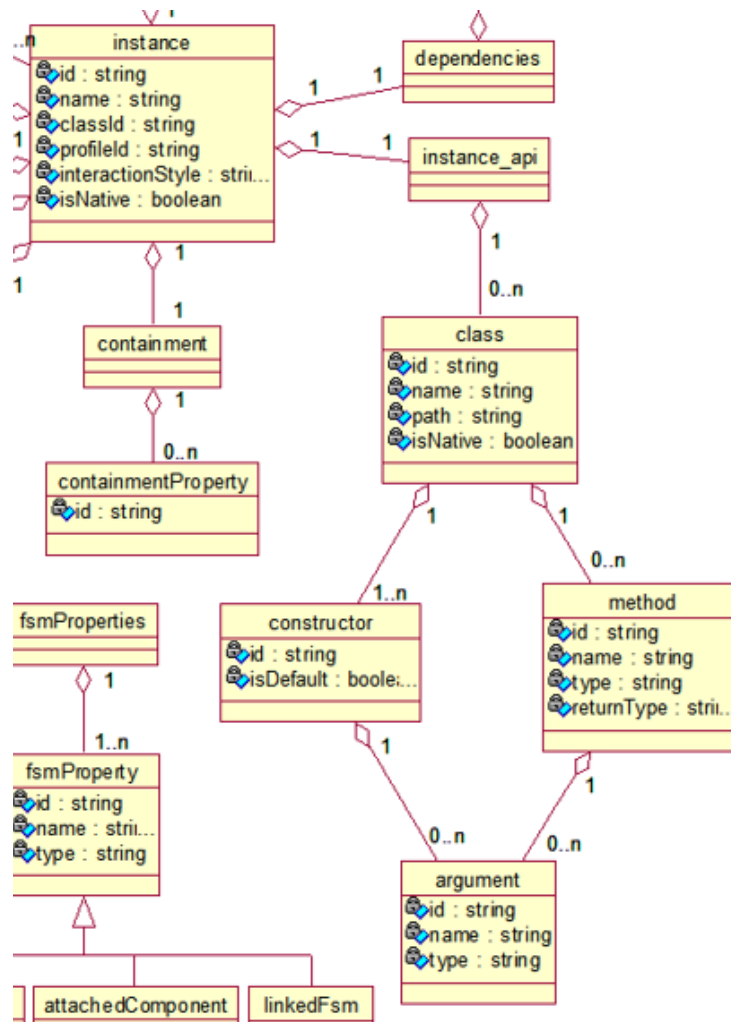 1
..n
instance
id : string
name : string
classId : string
profileId : string
interactionStyle : strii...
isNative : boolean
1
1
dependencies
1
1
instance_api
1
1
1
1
1
0..n
containment
1
0..n
containmentProperty
id : string
class
id : string
name : string
path : string
isNative : boolean
1
1
1..n
0..n
fsmProperties
1
1..n
constructor
id : string
isDefault : boole...
1
method
id : string
name : string
type : string
returnType : strii...
1
fsmProperty
id : string
name : strii...
type : string
0..n
0..n
argument
id : string
name : string
type : string
attachedComponent
linkedFsm